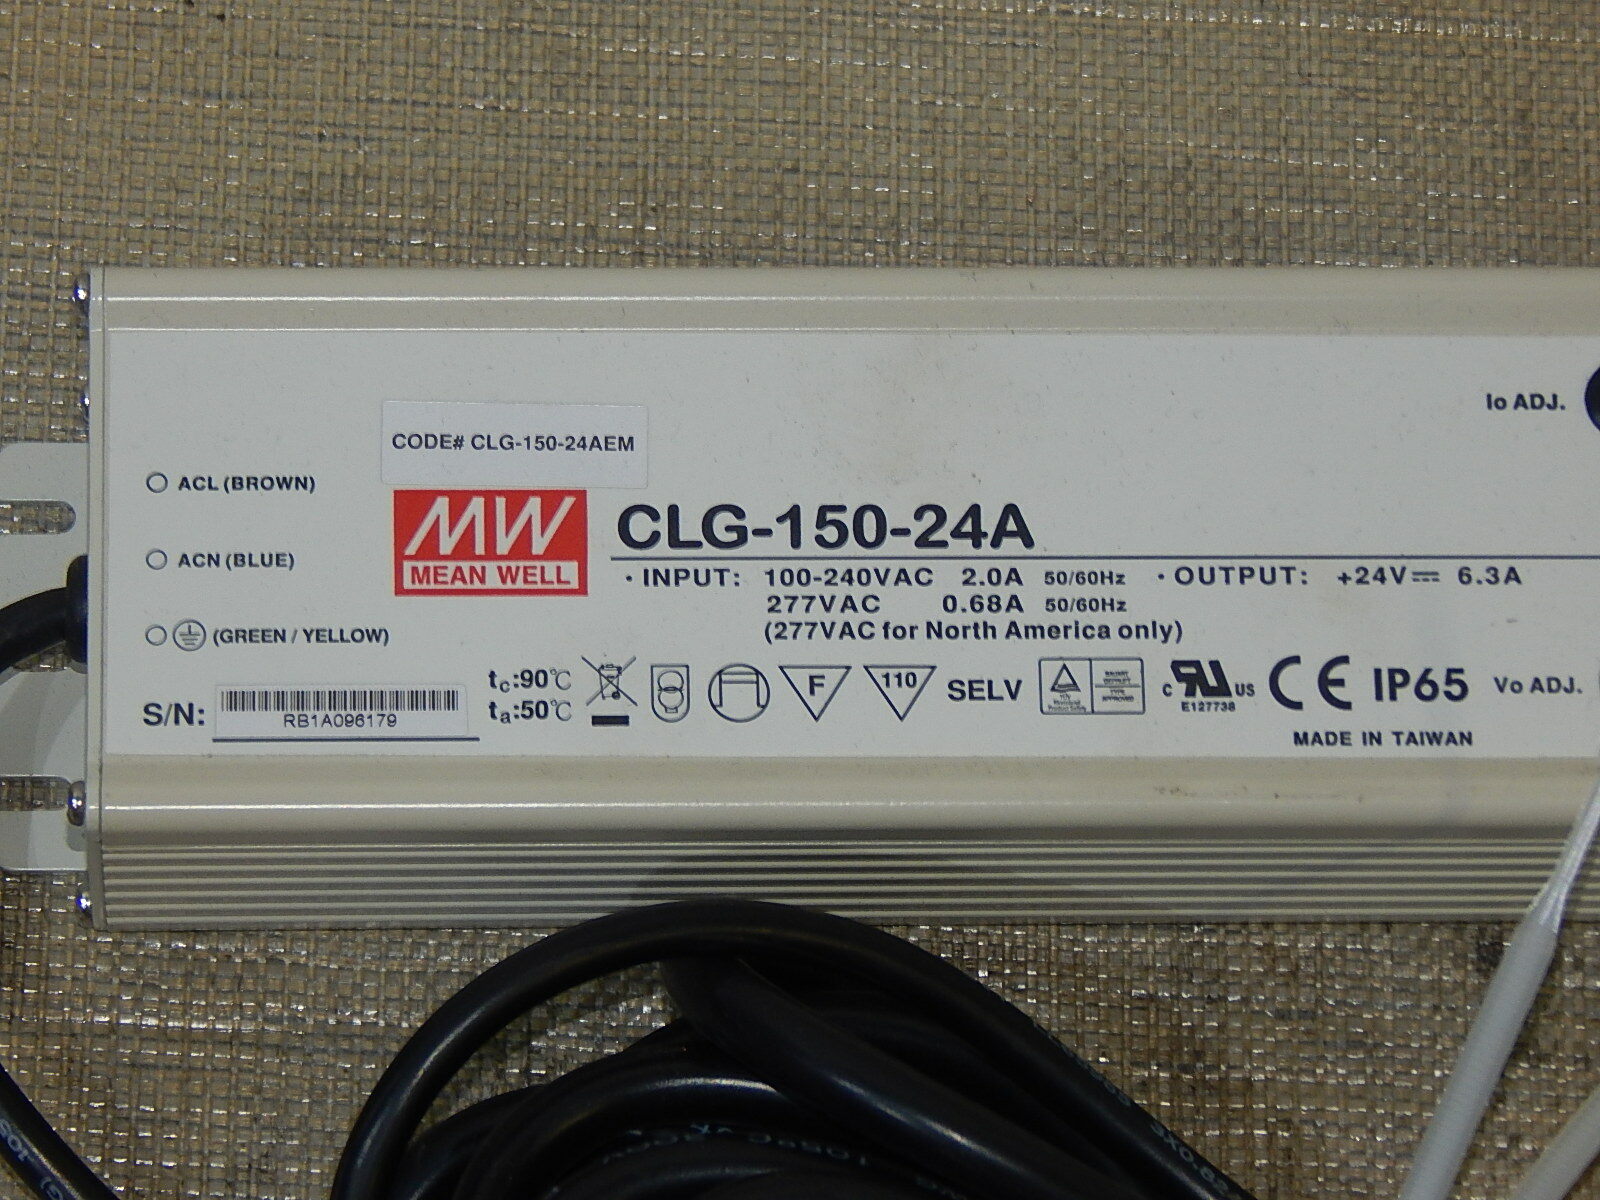 Io ADJ.
CODE# CLG-150-24AEM
ACL (BROWN)
MW
MEAN WELL
CLG-150-24A
ACN (BLUE)
· INPUT: 100-240VAC 2.0A 50/60Hz · OUTPUT: +24V⎓ 6.3A
277VAC 0.68A 50/60Hz
(277VAC for North America only)
(GREEN / YELLOW)
tc:90℃
ta:50℃
F
110
SELV
c RU US
E127738
CE IP65
Vo ADJ.
S/N:
RB1A096179
MADE IN TAIWAN